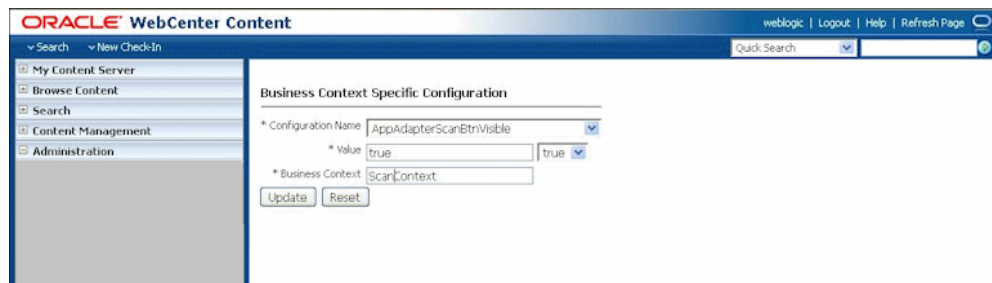 ORACLE WebCenter Content
weblogic | Logout | Help | Refresh Page
Search New Check-In
Quick Search
My Content Server
Browse Content
Search
Content Management
Administration
Business Context Specific Configuration
* Configuration Name AppAdapterScanBtnVisible
* Value true true
* Business Context ScanContext
Update Reset